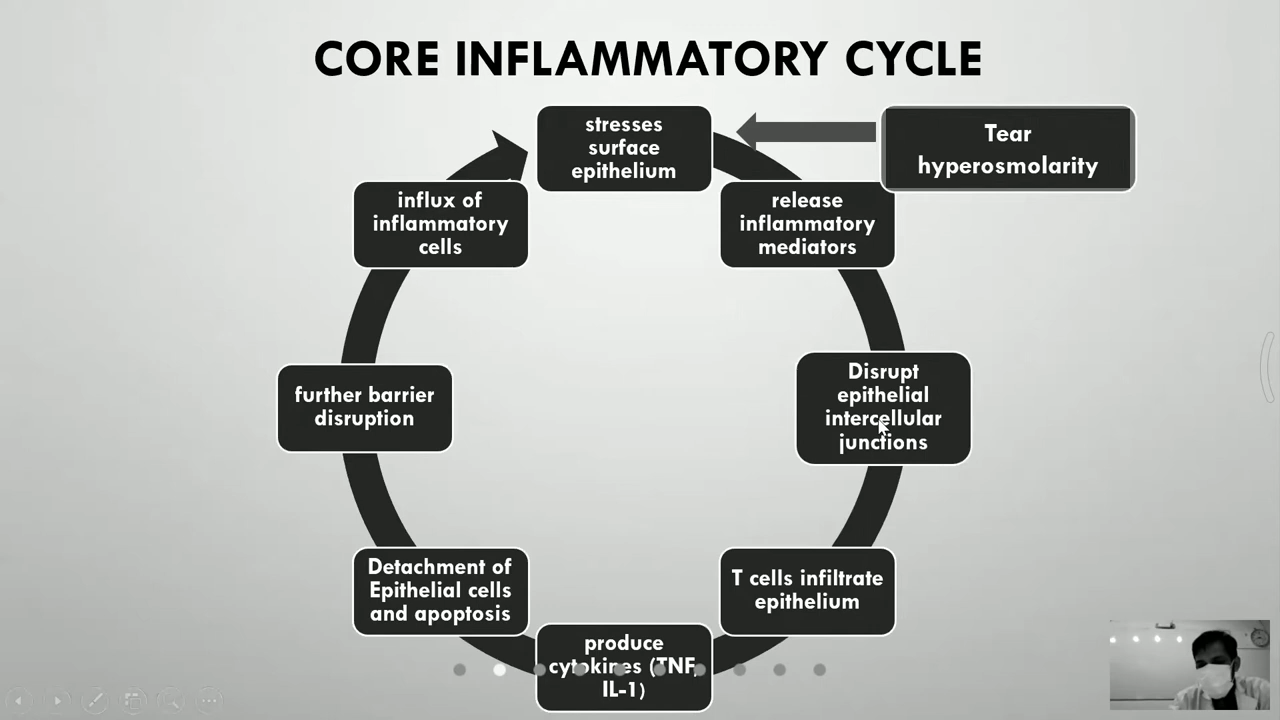 CORE INFLAMMATORY CYCLE
stresses
surface
epithelium
Tear
hyperosmolarity
release
inflammatory
mediators
Disrupt
epithelial
intercellular
junctions
T cells infiltrate
epithelium
produce
cytokines (TNF,
IL-1)
Detachment of
Epithelial cells
and apoptosis
further barrier
disruption
influx of
inflammatory
cells